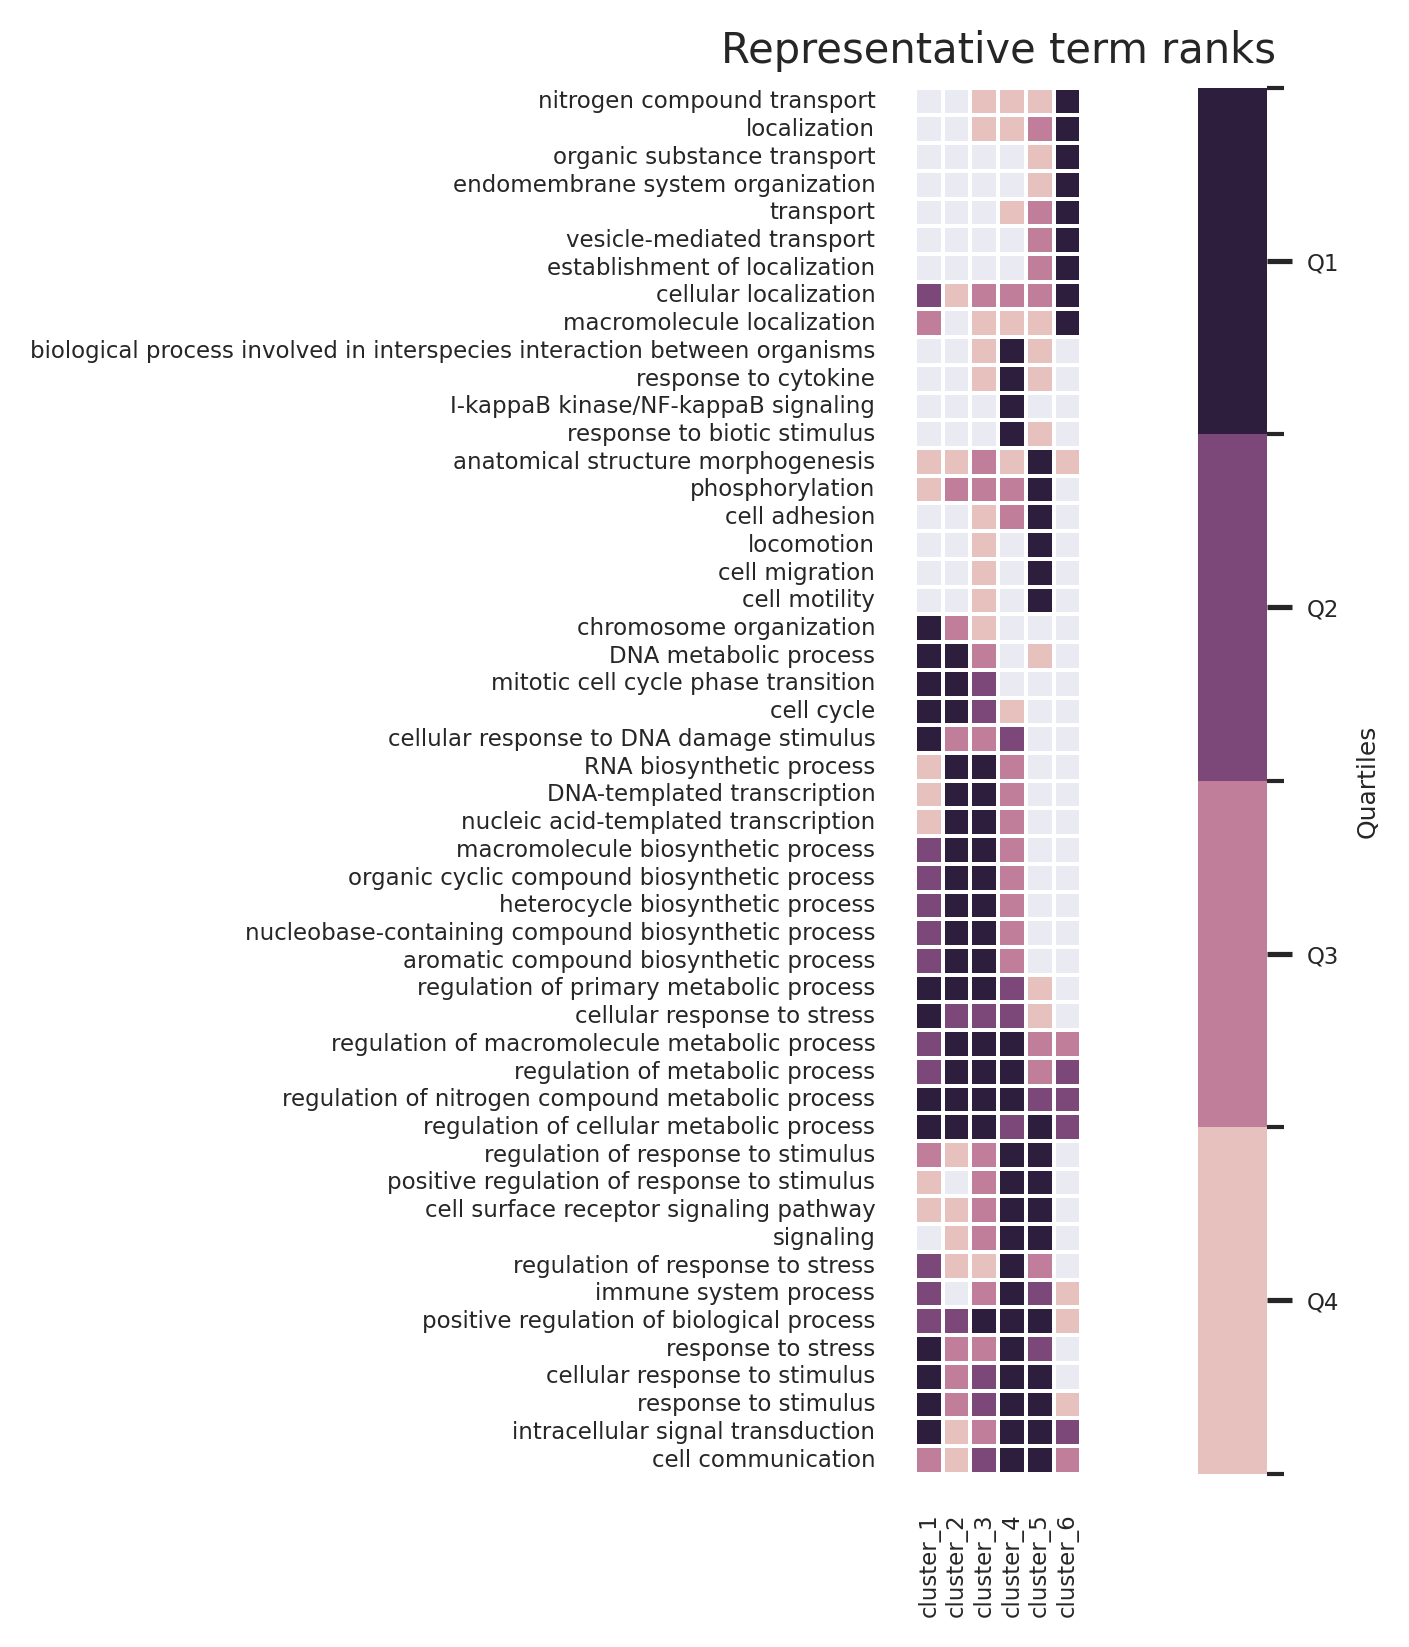 Representative term ranks
nitrogen compound transport
localization
organic substance transport
endomembrane system organization
transport
vesicle-mediated transport
establishment of localization
cellular localization
macromolecule localization
biological process involved in interspecies interaction between organisms
response to cytokine
I-kappaB kinase/NF-kappaB signaling
response to biotic stimulus
anatomical structure morphogenesis
phosphorylation
cell adhesion
locomotion
cell migration
cell motility
chromosome organization
DNA metabolic process
mitotic cell cycle phase transition
cell cycle
cellular response to DNA damage stimulus
RNA biosynthetic process
DNA-templated transcription
nucleic acid-templated transcription
macromolecule biosynthetic process
organic cyclic compound biosynthetic process
heterocycle biosynthetic process
nucleobase-containing compound biosynthetic process
aromatic compound biosynthetic process
regulation of primary metabolic process
cellular response to stress
regulation of macromolecule metabolic process
regulation of metabolic process
regulation of nitrogen compound metabolic process
regulation of cellular metabolic process
regulation of response to stimulus
positive regulation of response to stimulus
cell surface receptor signaling pathway
signaling
regulation of response to stress
immune system process
positive regulation of biological process
response to stress
cellular response to stimulus
response to stimulus
intracellular signal transduction
cell communication
cluster_1
cluster_2
cluster_3
cluster_4
cluster_5
cluster_6
Q1
Q2
Q3
Q4
Quartiles